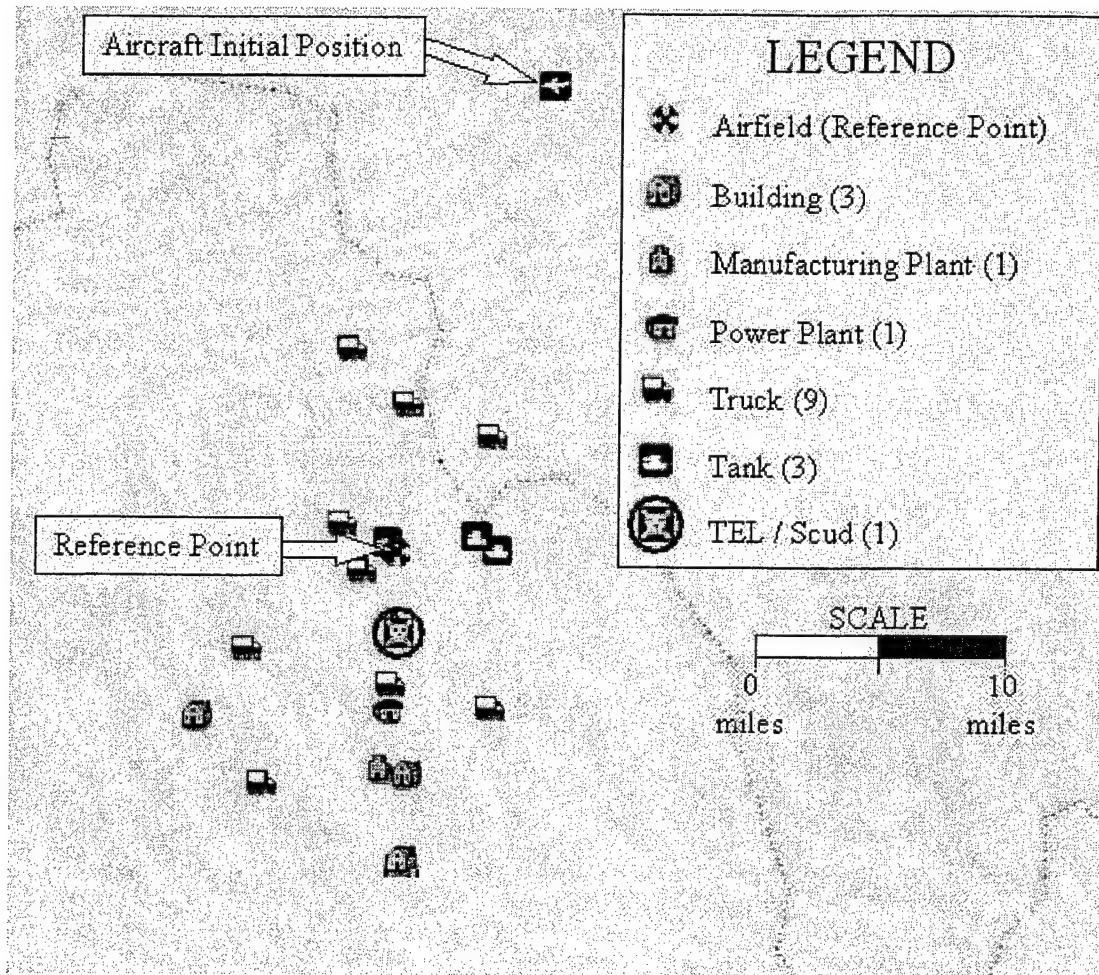 Aircraft Initial Position
LEGEND
Airfield (Reference Point)
Building (3)
Manufacturing Plant (1)
Power Plant (1)
Truck (9)
Tank (3)
TEL / Scud (1)
Reference Point
SCALE
0
10
miles
miles